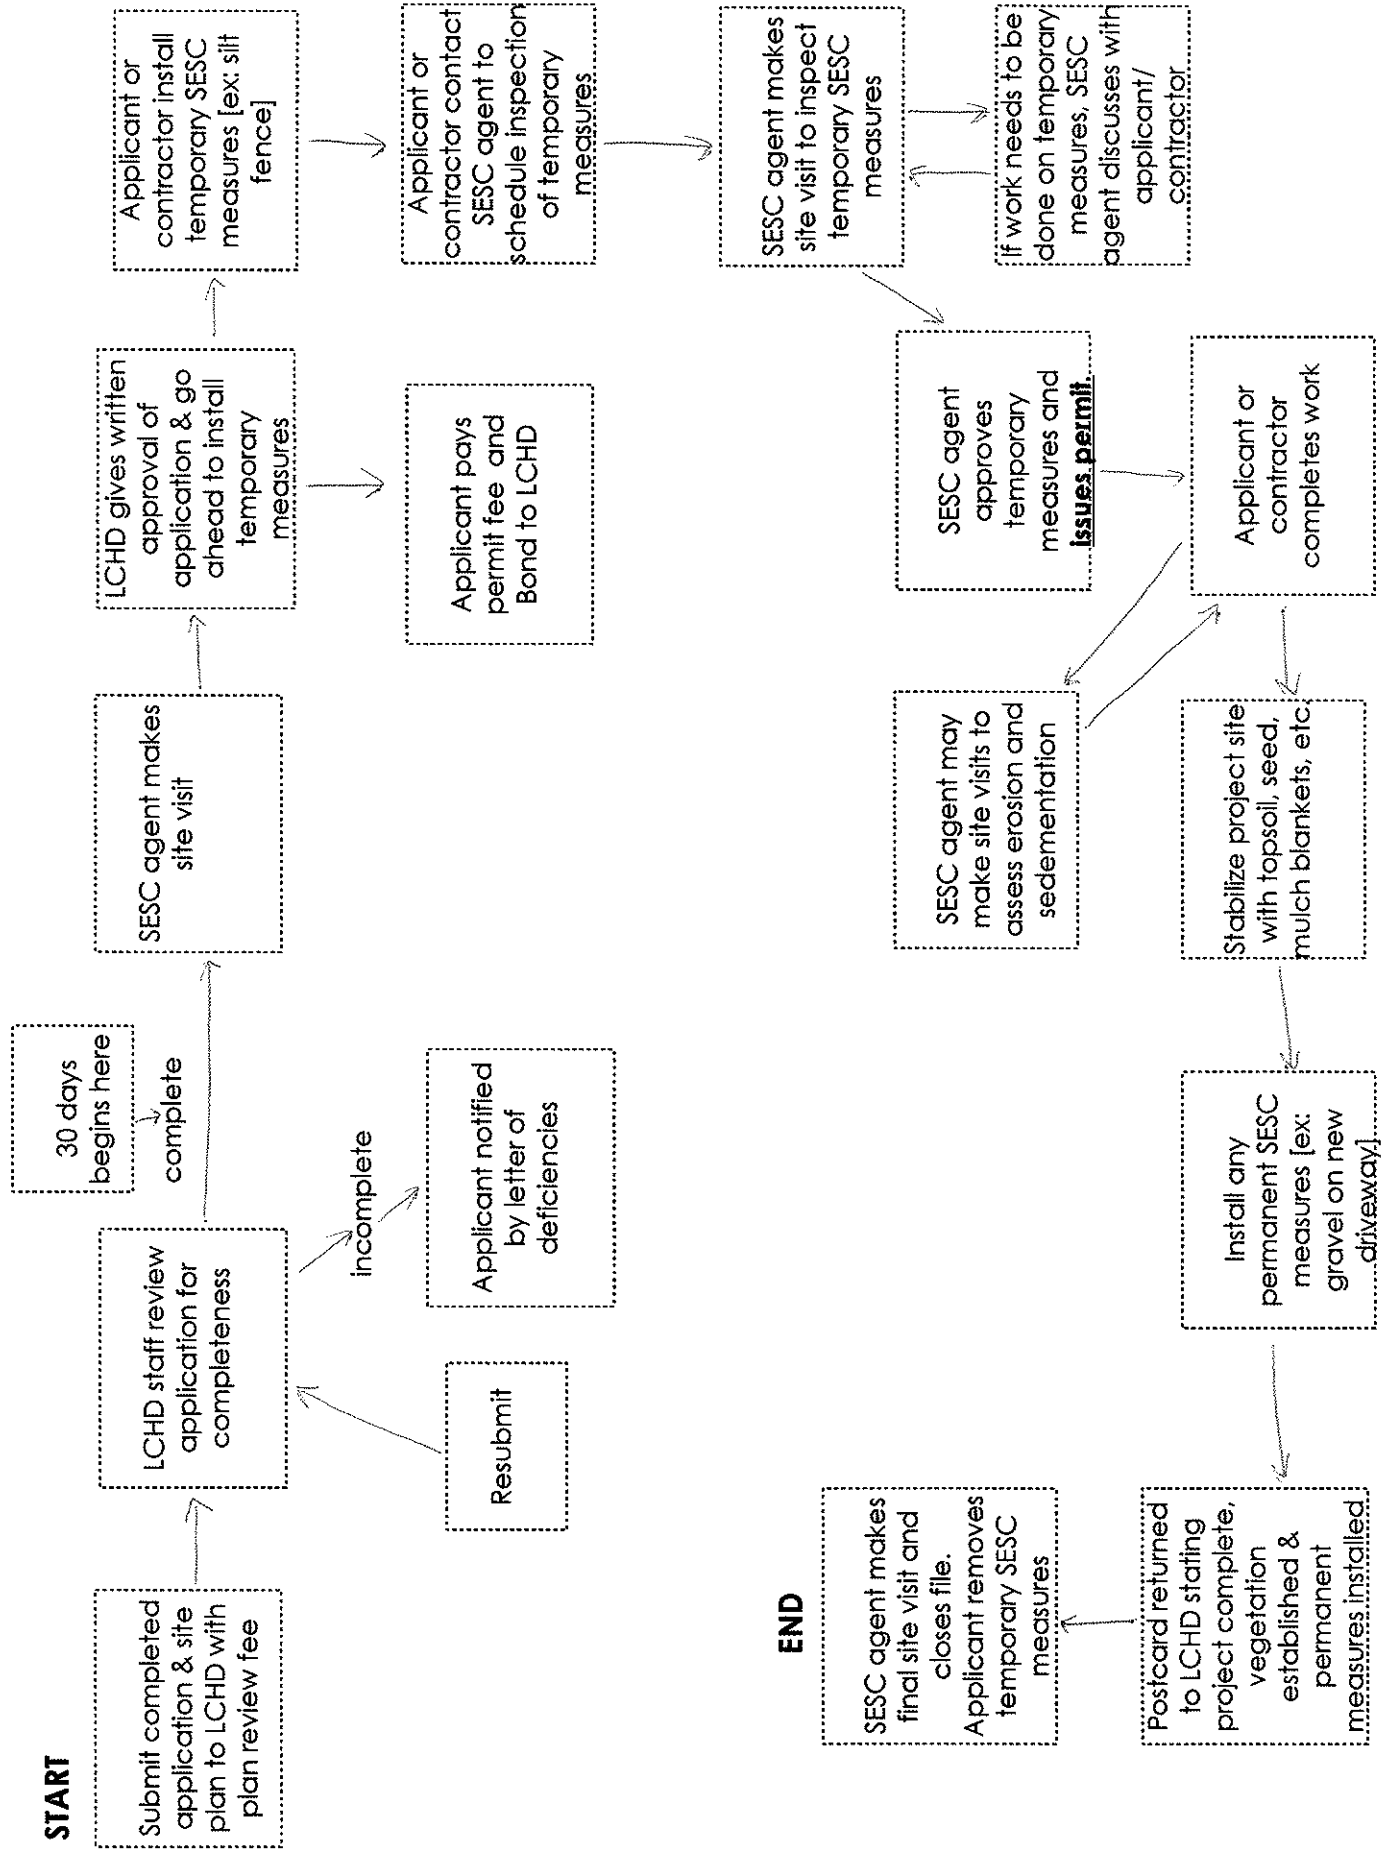 START
Submit completed
application & site
plan to LCHD with
plan review fee
LCHD staff review
application for
completeness
30 days
begins here
complete
incomplete
Applicant notified
by letter of
deficiencies
Resubmit
SESC agent makes
site visit
LCHD gives written
approval of
application & go
ahead to install
temporary
measures
Applicant pays
permit fee and
Bond to LCHD
Applicant or
contractor install
temporary SESC
measures [ex: silt
fence]
Applicant or
contractor contact
SESC agent to
schedule inspection
of temporary
measures
SESC agent makes
site visit to inspect
temporary SESC
measures
If work needs to be
done on temporary
measures, SESC
agent discusses with
applicant/
contractor
SESC agent
approves
temporary
measures and
issues permit.
Applicant or
contractor
completes work
SESC agent may
make site visits to
assess erosion and
sedementation
Stabilize project site
with topsoil, seed,
mulch blankets, etc.
Install any
permanent SESC
measures [ex:
gravel on new
driveway]
Postcard returned
to LCHD stating
project complete,
vegetation
established &
permanent
measures installed
END
SESC agent makes
final site visit and
closes file.
Applicant removes
temporary SESC
measures